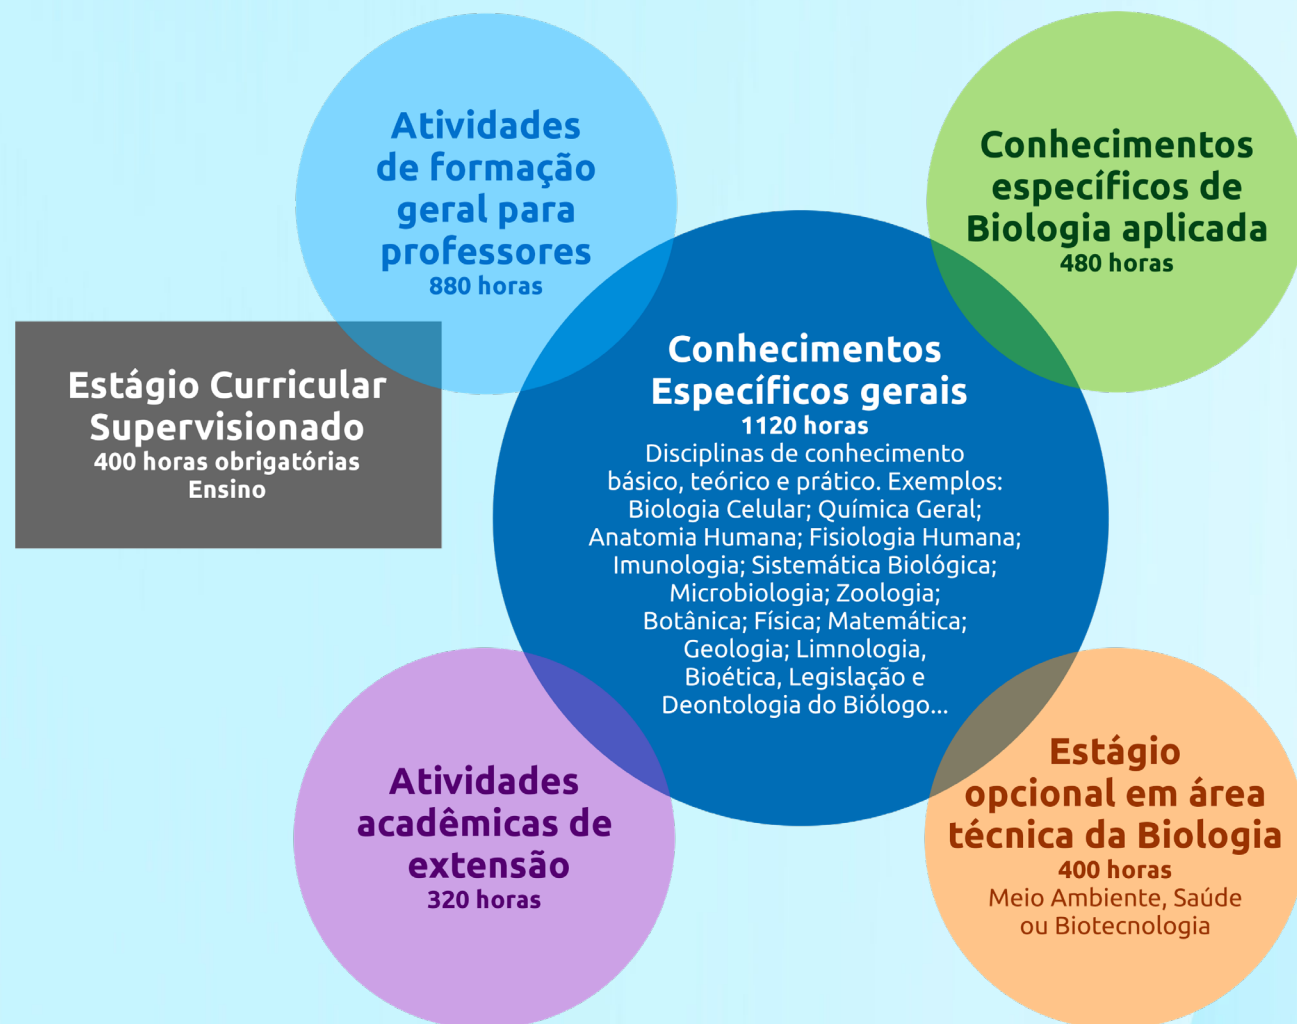 Atividades
de formação
geral para
professores
880 horas
Conhecimentos
específicos de
Biologia aplicada
480 horas
Estágio Curricular
Supervisionado
400 horas obrigatórias
Ensino
Conhecimentos
Específicos gerais
1120 horas
Disciplinas de conhecimento
básico, teórico e prático. Exemplos:
Biologia Celular; Química Geral;
Anatomia Humana; Fisiologia Humana;
Imunologia; Sistemática Biológica;
Microbiologia; Zoologia;
Botânica; Física; Matemática;
Geologia; Limnologia,
Bioética, Legislação e
Deontologia do Biólogo...
Atividades
acadêmicas de
extensão
320 horas
Estágio
opcional em área
técnica da Biologia
400 horas
Meio Ambiente, Saúde
ou Biotecnologia